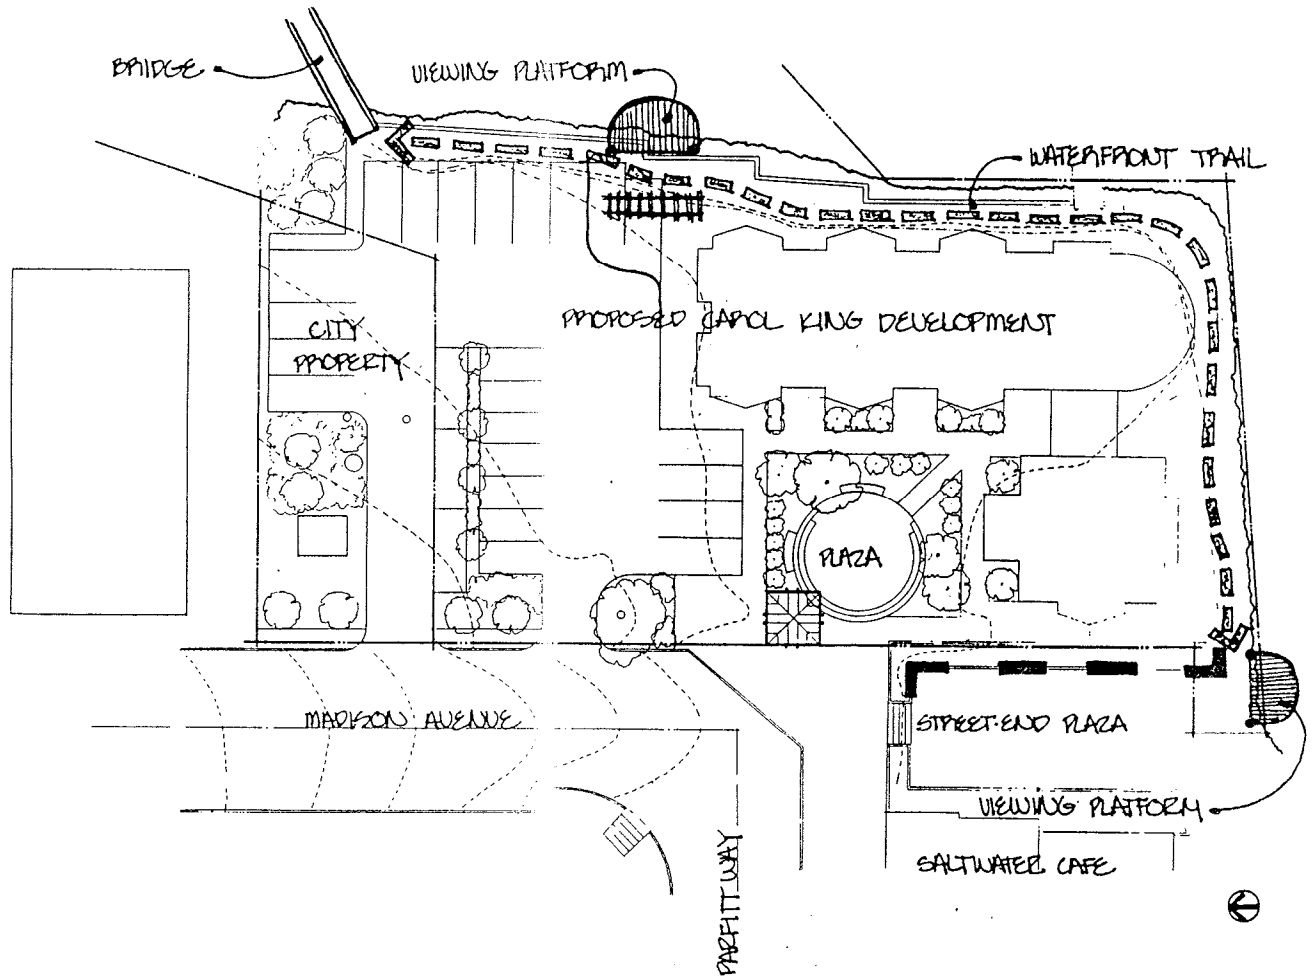 BRIDGE
VIEWING PLATFORM
WATERFRONT TRAIL
PROPOSED CAROL KING DEVELOPMENT
CITY
PROPERTY
PLAZA
MADISON AVENUE
STREET-END PLAZA
VIEWING PLATFORM
PARFITT WAY
SALTWATER CAFE